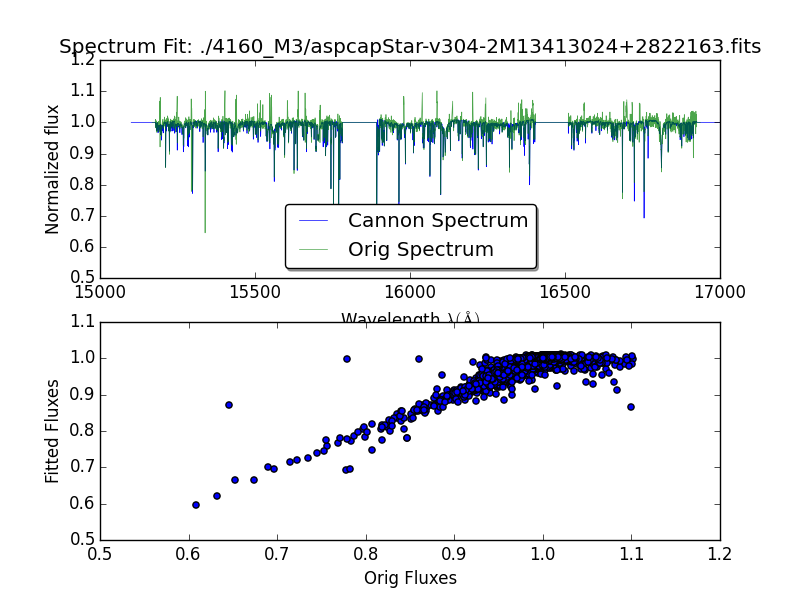 Spectrum Fit: ./4160_M3/aspcapStar-v304-2M13413024+2822163.fits
1.2
1.1
1.0
0.9
0.8
0.7
0.6
0.5
Normalized flux
Cannon Spectrum
Orig Spectrum
15000 15500 16000 16500 17000
Wavelength λ(Å)
1.1
1.0
0.9
0.8
0.7
0.6
0.5
Fitted Fluxes
0.5 0.6 0.7 0.8 0.9 1.0 1.1 1.2
Orig Fluxes